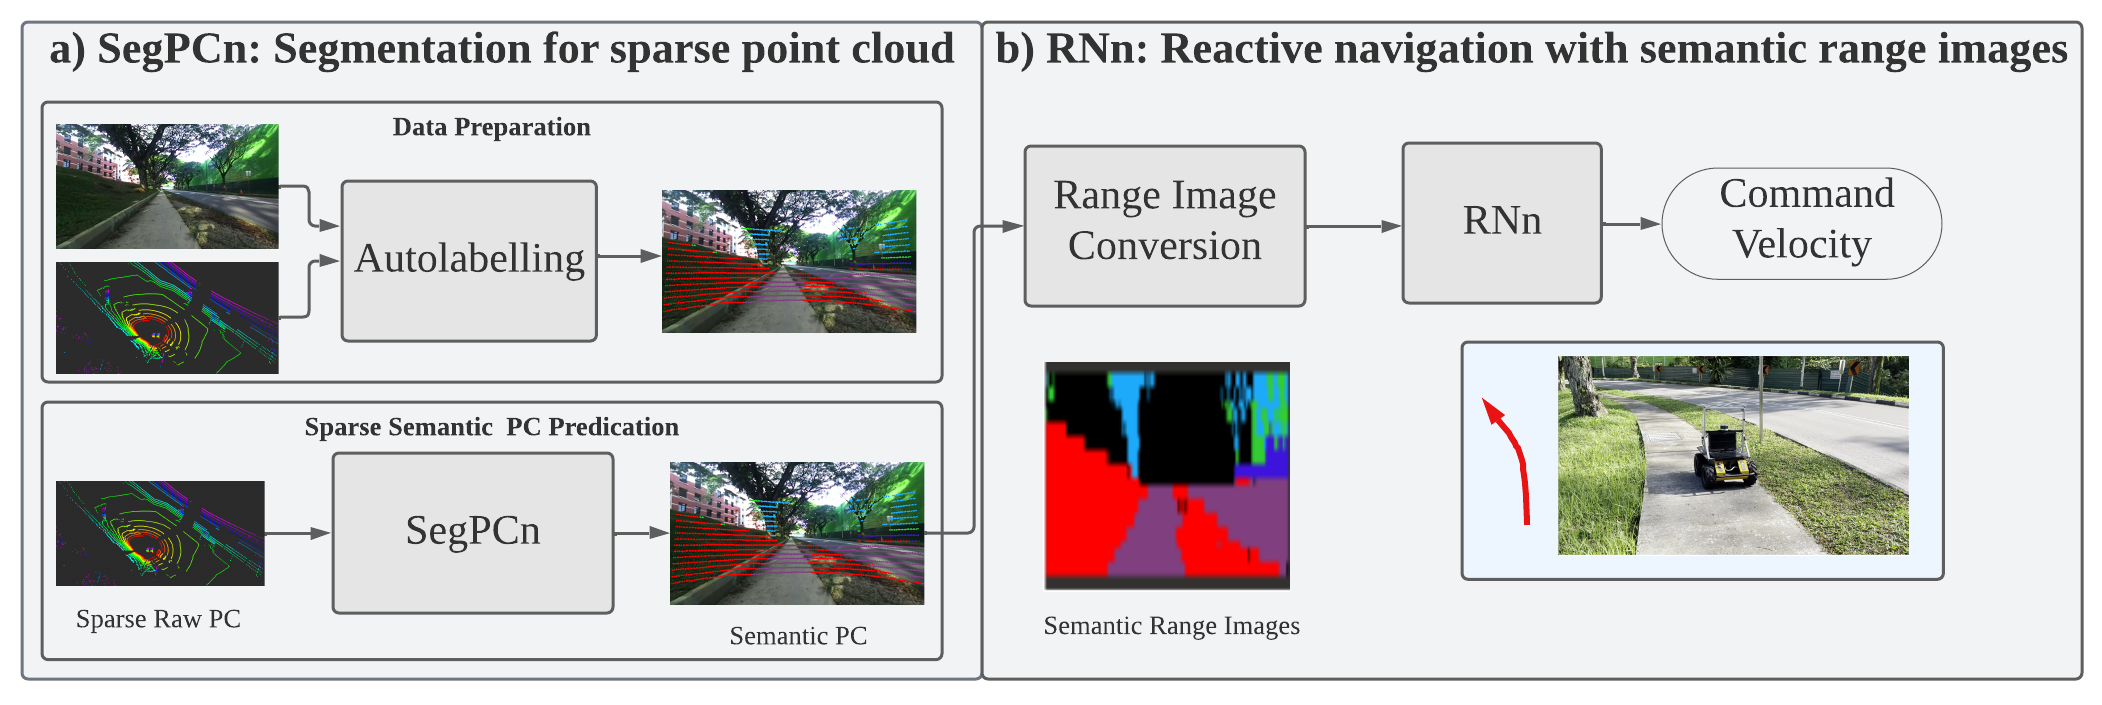 a) SegPCn: Segmentation for sparse point cloud
Data Preparation
Autolabelling
Sparse Semantic PC Predication
SegPCn
Sparse Raw PC
Semantic PC
b) RNn: Reactive navigation with semantic range images
Range Image
Conversion
RNn
Command
Velocity
Semantic Range Images